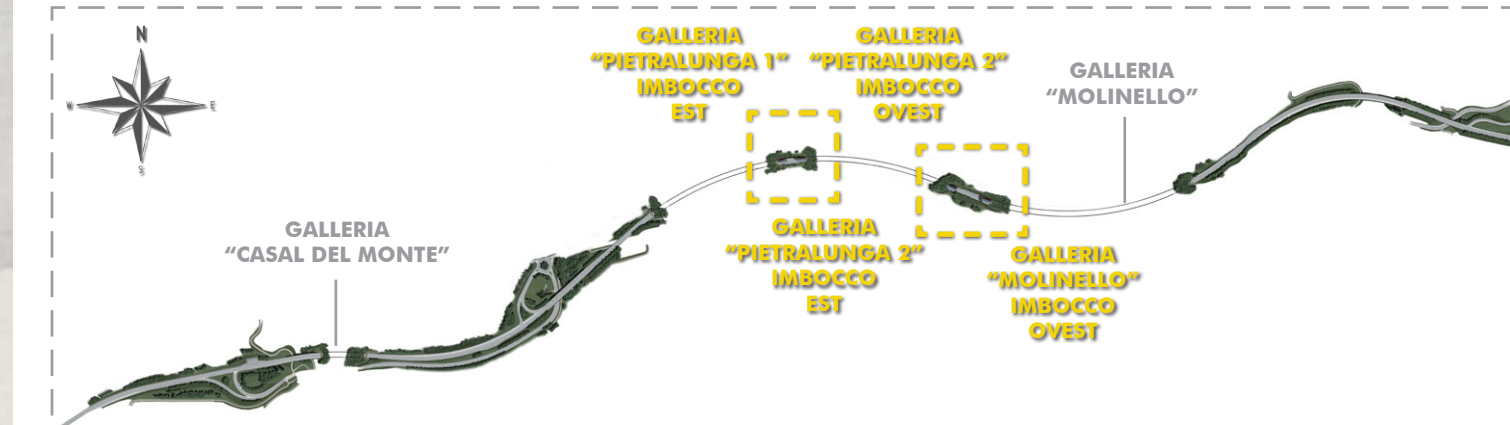 N
W
E
S
GALLERIA
“PIETRALUNGA 1”
IMBOCCO
EST
GALLERIA
“PIETRALUNGA 2”
IMBOCCO
OVEST
GALLERIA
“MOLINELLO”
GALLERIA
“CASAL DEL MONTE”
GALLERIA
“PIETRALUNGA 2”
IMBOCCO
EST
GALLERIA
“MOLINELLO”
IMBOCCO
OVEST